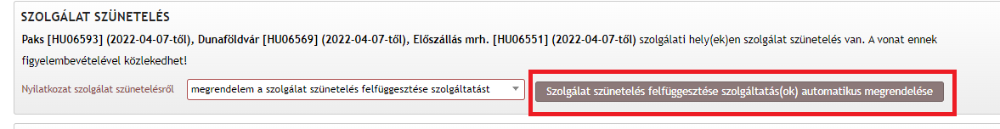 SZOLGÁLAT SZÜNETELÉS
Paks [HU06593] (2022-04-07-től), Dunaföldvár [HU06569] (2022-04-07-től), Előszállás mrh. [HU06551] (2022-04-07-től) szolgálati hely(ek)en szolgálat szünetelés van. A vonat ennek
figyelembevételével közlekedhet!
Nyilatkozat szolgálat szünetelésről megrendelem a szolgálat szünetelés felfüggesztése szolgáltatást Szolgálat szünetelés felfüggesztése szolgáltatás(ok) automatikus megrendelése